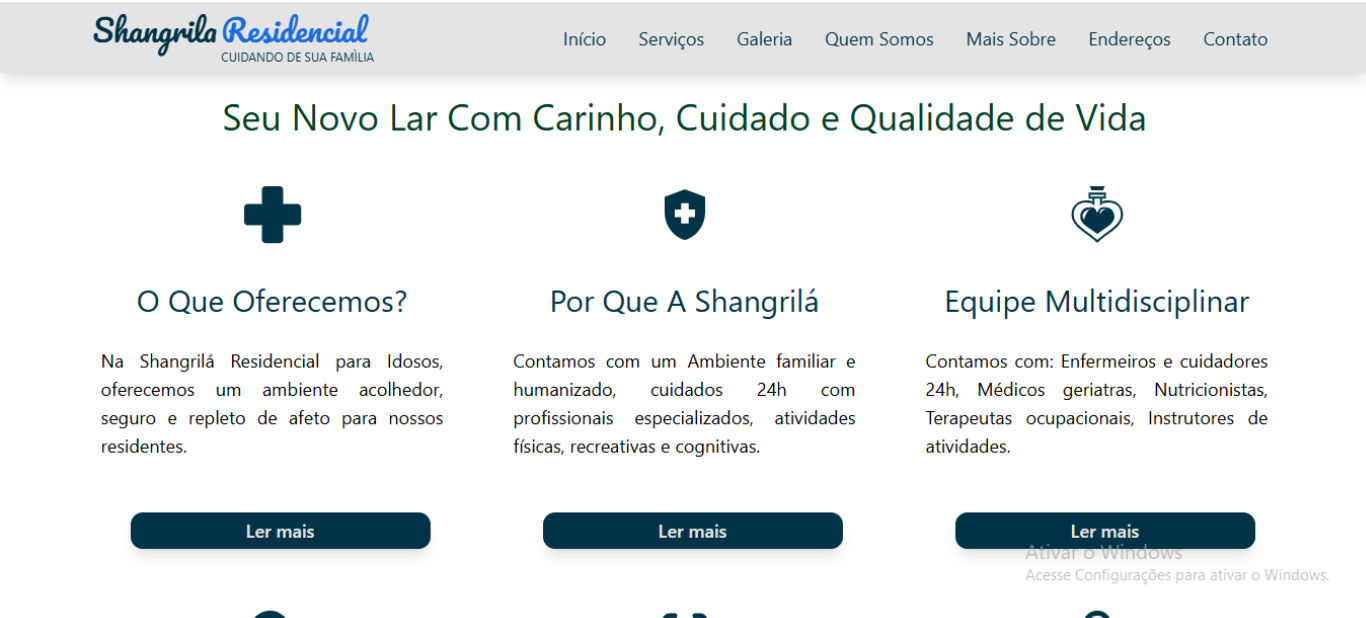 Shangrila Residencial
CUIDANDO DE SUA FAMÌLIA
Início Serviços Galeria Quem Somos Mais Sobre Endereços Contato
Seu Novo Lar Com Carinho, Cuidado e Qualidade de Vida
O Que Oferecemos?
Na Shangrilá Residencial para Idosos,
oferecemos um ambiente acolhedor,
seguro e repleto de afeto para nossos
residentes.
Ler mais
Por Que A Shangrilá
Contamos com um Ambiente familiar e
humanizado, cuidados 24h com
profissionais especializados, atividades
físicas, recreativas e cognitivas.
Ler mais
Equipe Multidisciplinar
Contamos com: Enfermeiros e cuidadores
24h, Médicos geriatras, Nutricionistas,
Terapeutas ocupacionais, Instrutores de
atividades.
Ler mais
Ativar o Windows
Acesse Configurações para ativar o Windows.